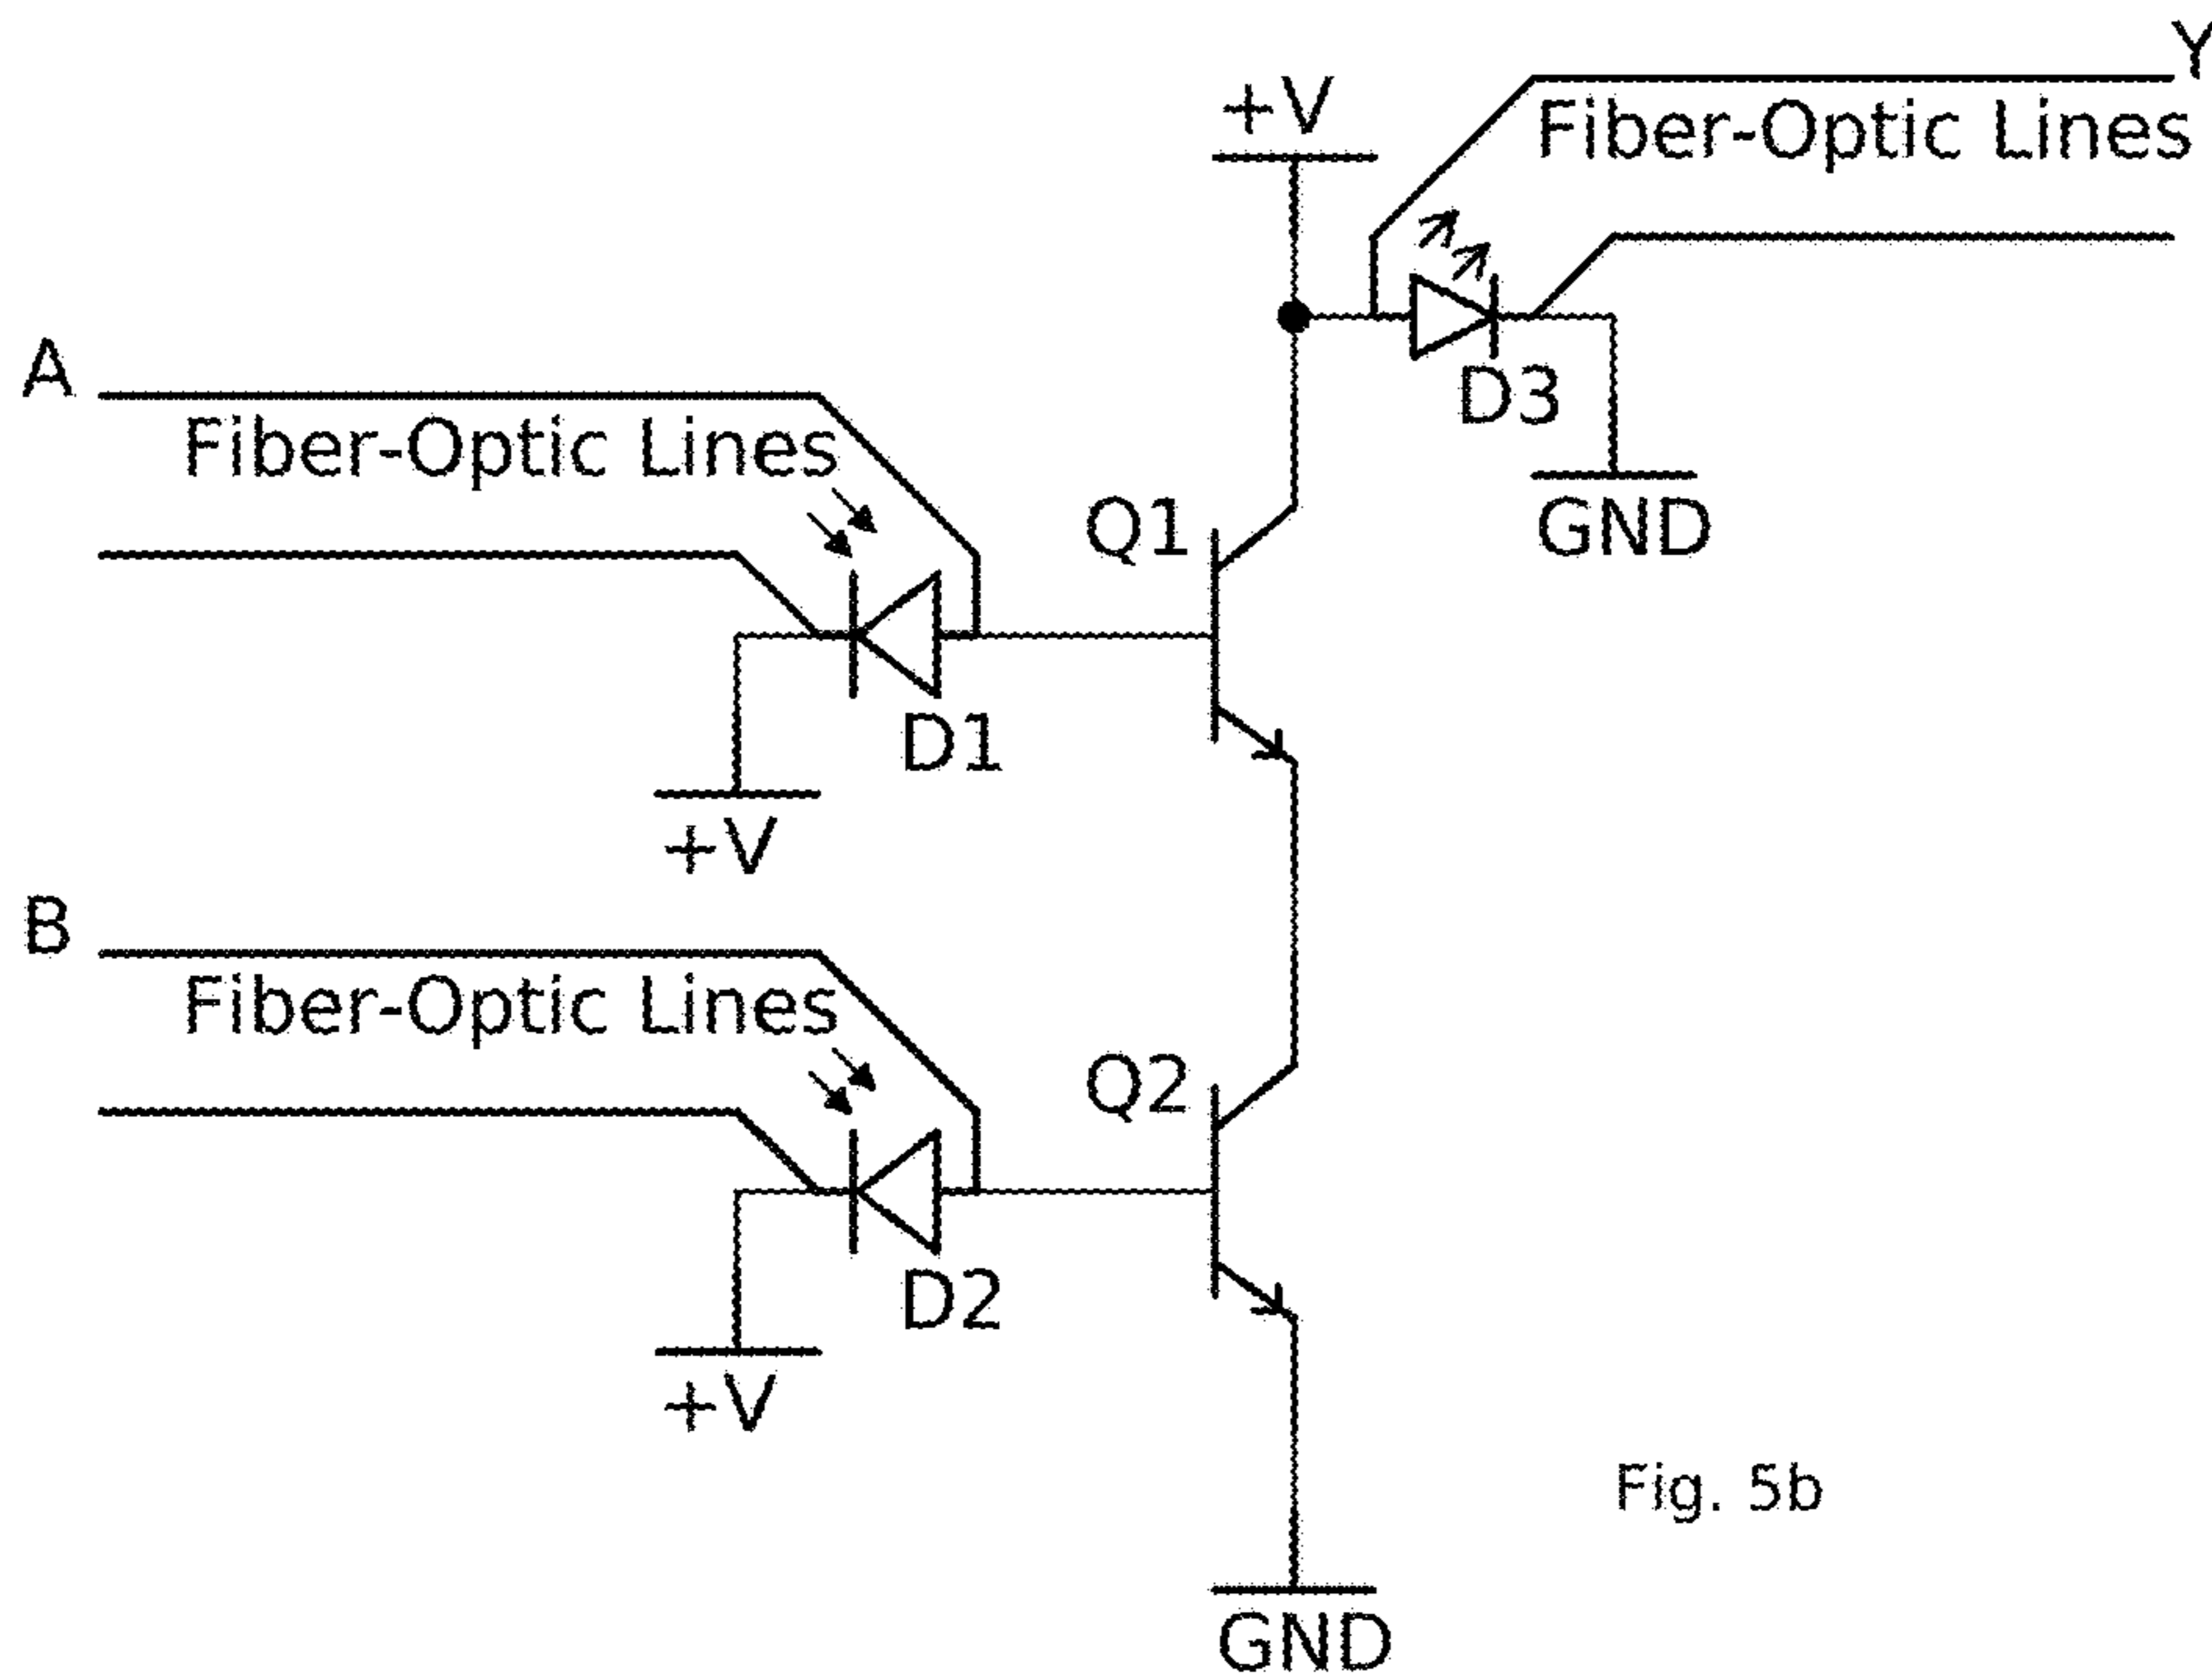 Y
+V
Fiber-Optic Lines
A
D3
Fiber-Optic Lines
Q1
GND
D1
+V
B
Fiber-Optic Lines
Q2
D2
+V
Fig. 5b
GND